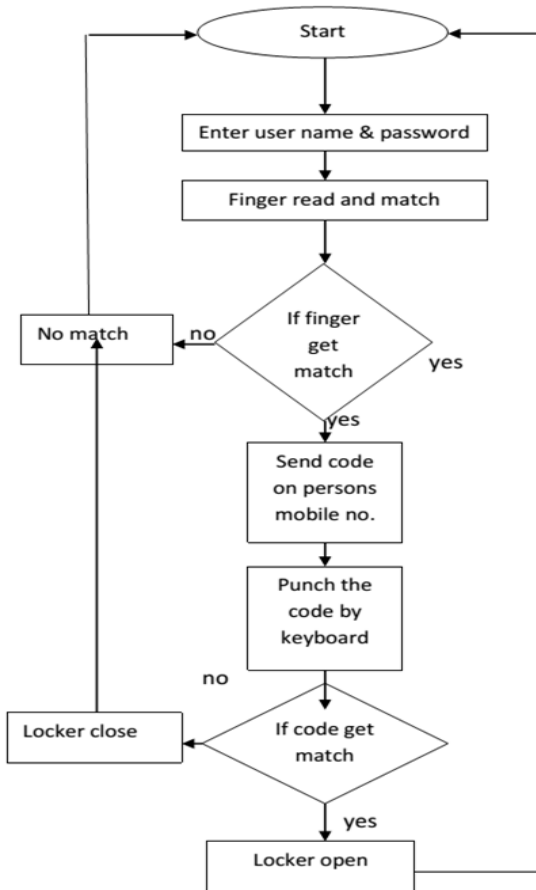 Start
Enter user name & password
Finger read and match
If finger
get
match
No match
no
yes
yes
Send code
on persons
mobile no.
Punch the
code by
keyboard
no
Locker close
If code get
match
yes
Locker open